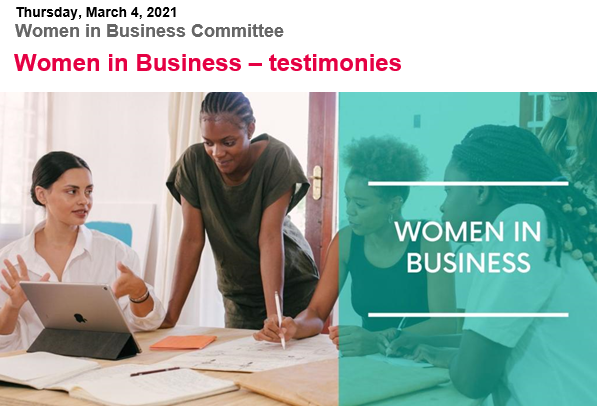 Thursday, March 4, 2021
Women in Business Committee
Women in Business – testimonies
WOMEN IN
BUSINESS